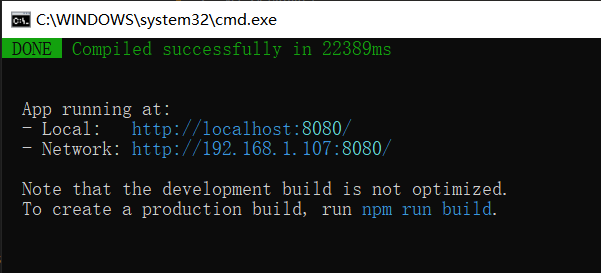 C:\WINDOWS\system32\cmd.exe
DONE Compiled successfully in 22389ms
App running at:
- Local: http://localhost:8080/
- Network: http://192.168.1.107:8080/
Note that the development build is not optimized.
To create a production build, run npm run build.